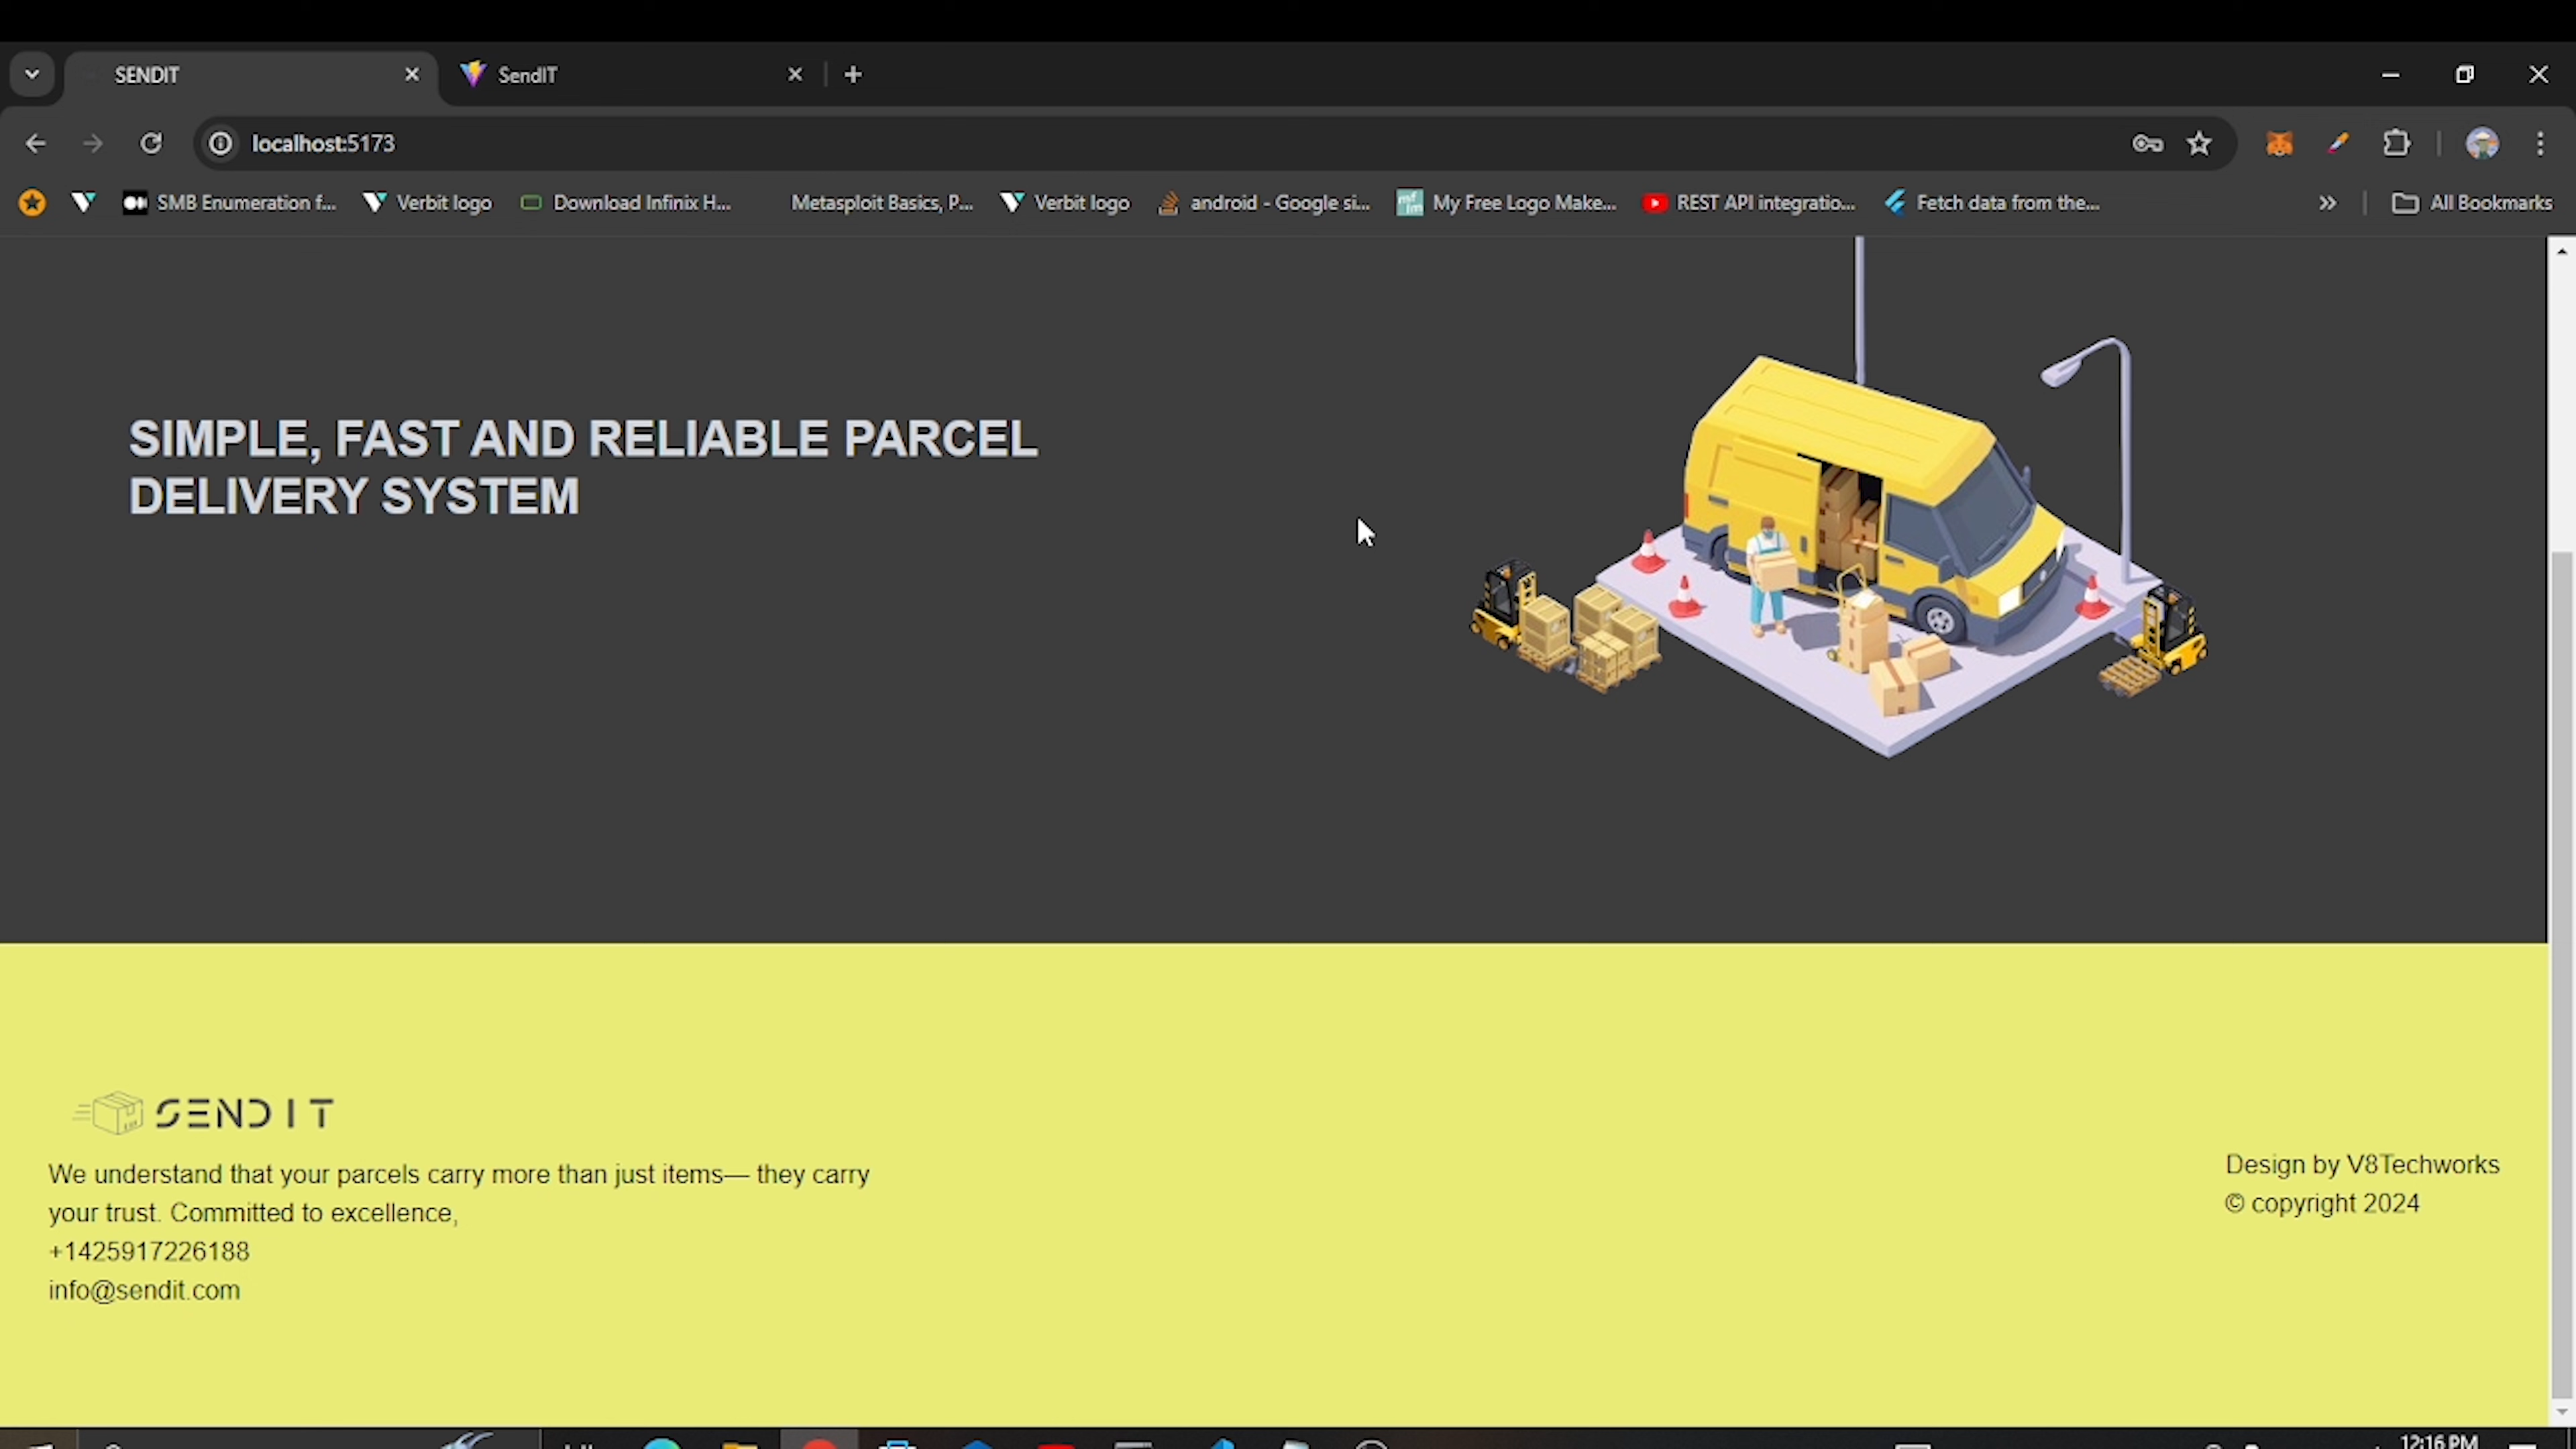 SENDIT
SendIT
localhost:5173
SMB Enumeration f...
Verbit logo
Download Infinix H...
Metasploit Basics, P...
Verbit logo
android - Google si...
My Free Logo Make...
REST API integratio...
Fetch data from the...
All Bookmarks
SIMPLE, FAST AND RELIABLE PARCEL
DELIVERY SYSTEM
SENDIT
We understand that your parcels carry more than just items— they carry
your trust. Committed to excellence,
+1425917226188
info@sendit.com
Design by V8Techworks
© copyright 2024
12:16 PM